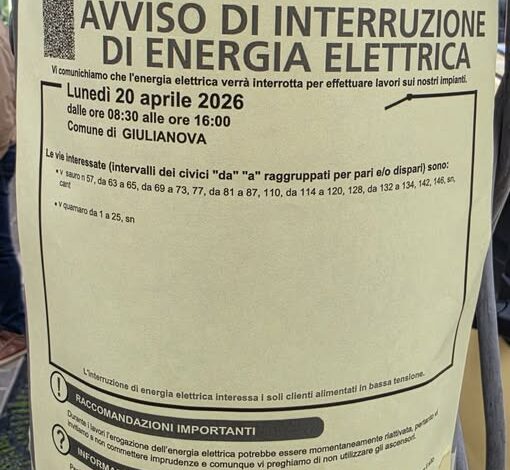 AVVISO DI INTERRUZIONE
DI ENERGIA ELETTRICA
Vi comunichiamo che l'energia elettrica verrà interrotta per effettuare lavori sui nostri impianti.
Lunedì 20 aprile 2026
dalle ore 08:30 alle ore 16:00
Comune di GIULIANOVA
Le vie interessate (intervalli dei civici "da" "a" raggruppati per pari e/o dispari) sono:
• v sauro n 57, da 63 a 65, da 69 a 73, 77, da 81 a 87, 110, da 114 a 120, 128, da 132 a 134, 142, 146, sn,
cant
• v quarnaro da 1 a 25, sn
L'interruzione di energia elettrica interessa i soli clienti alimentati in bassa tensione.
RACCOMANDAZIONI IMPORTANTI
Durante i lavori l'erogazione dell'energia elettrica potrebbe essere momentaneamente riattivata, pertanto vi
invitiamo a non commettere imprudenze e comunque vi preghiamo di non utilizzare gli ascensori.